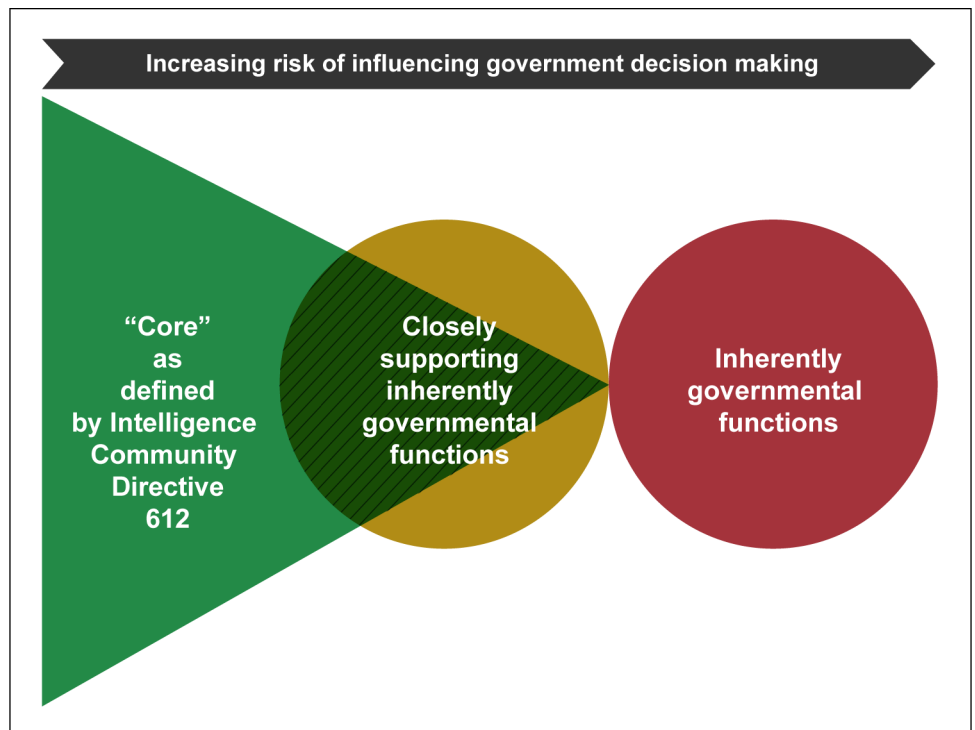 Increasing risk of influencing government decision making
“Core”
as
defined
by Intelligence
Community
Directive
612
Closely
supporting
inherently
governmental
functions
Inherently
governmental
functions